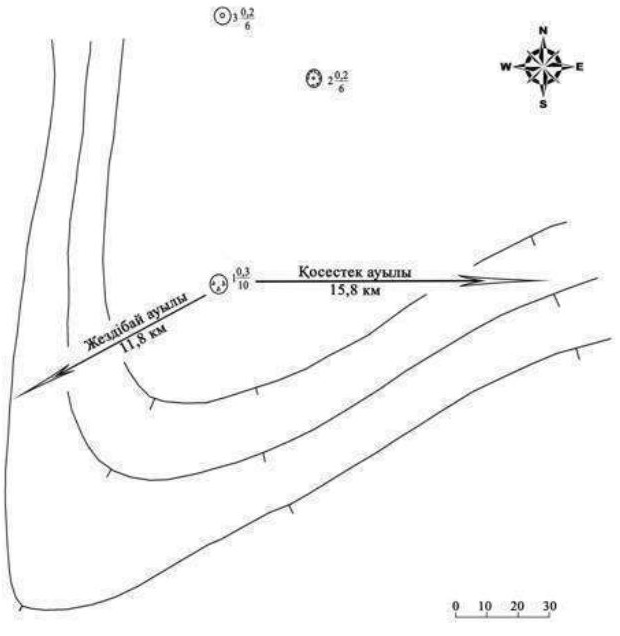 3 0,2
6
N
W E
S
2 0,2
6
1 0,3
10
Қосестек ауылы
15,8 км
Жездібай ауылы
11,8 км
0 10 20 30